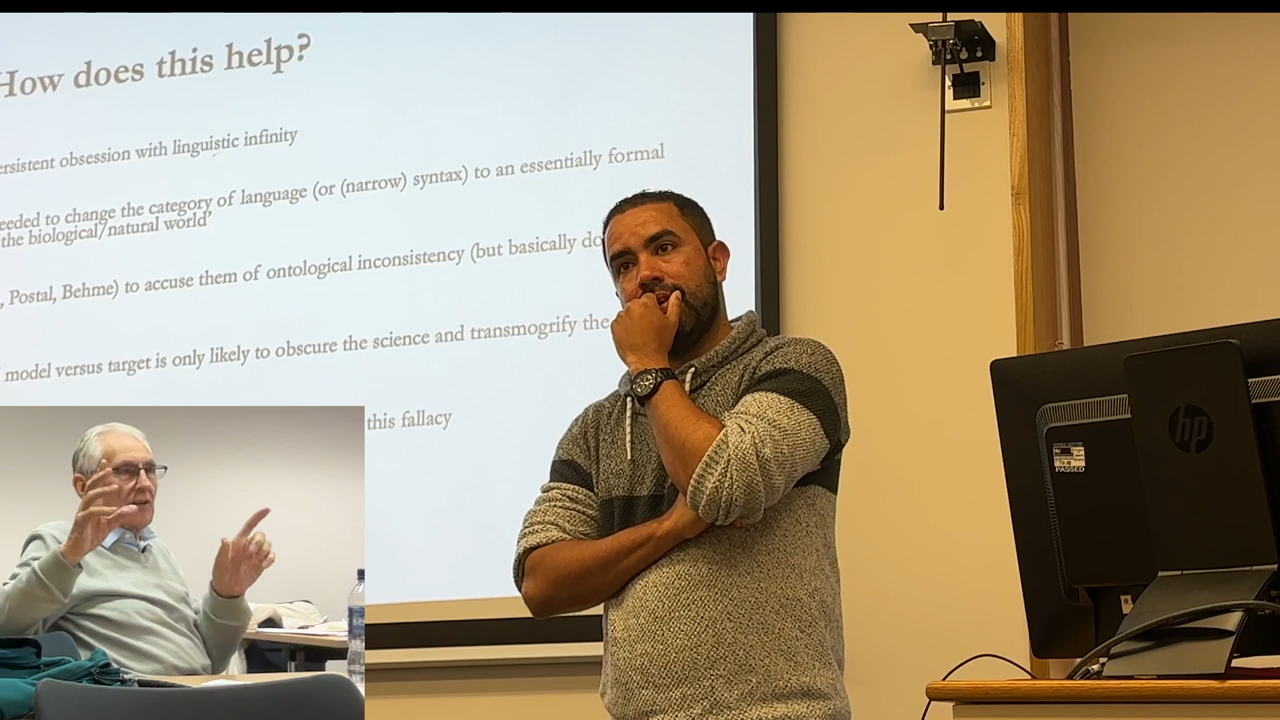 How does this help?
ersistent obsession with linguistic infinity
eeded to change the category of language (or (narrow) syntax) to an essentially formal
the biological/natural world'
, Postal, Behme) to accuse them of ontological inconsistency (but basically do
model versus target is only likely to obscure the science and transmogrify the
this fallacy
hp
PASSED